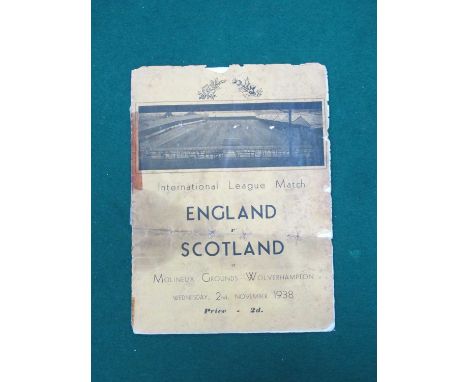 International League Match
ENGLAND
v
SCOTLAND
at
MOLINEUX GROUNDS-WOLVERHAMPTON
WEDNESDAY, 2ND. NOVEMBER 1938
Price - 2d.